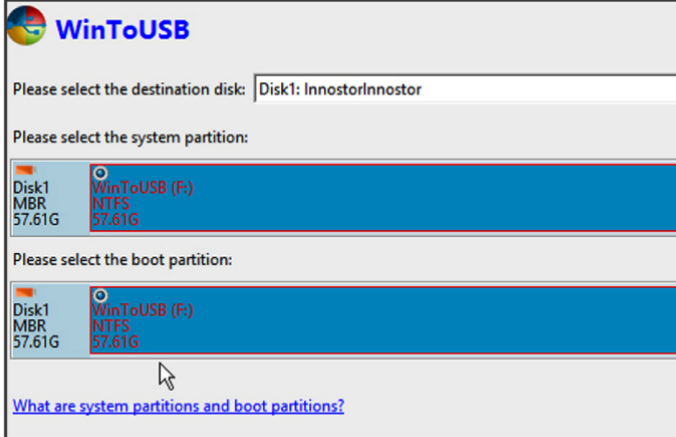 WinToUSB
Please select the destination disk: Disk1: InnostorInnostor
Please select the system partition:
Disk1
MBR
57.61G
WinToUSB (F:)
NTFS
57.61G
Please select the boot partition:
Disk1
MBR
57.61G
WinToUSB (F:)
NTFS
57.61G
What are system partitions and boot partitions?